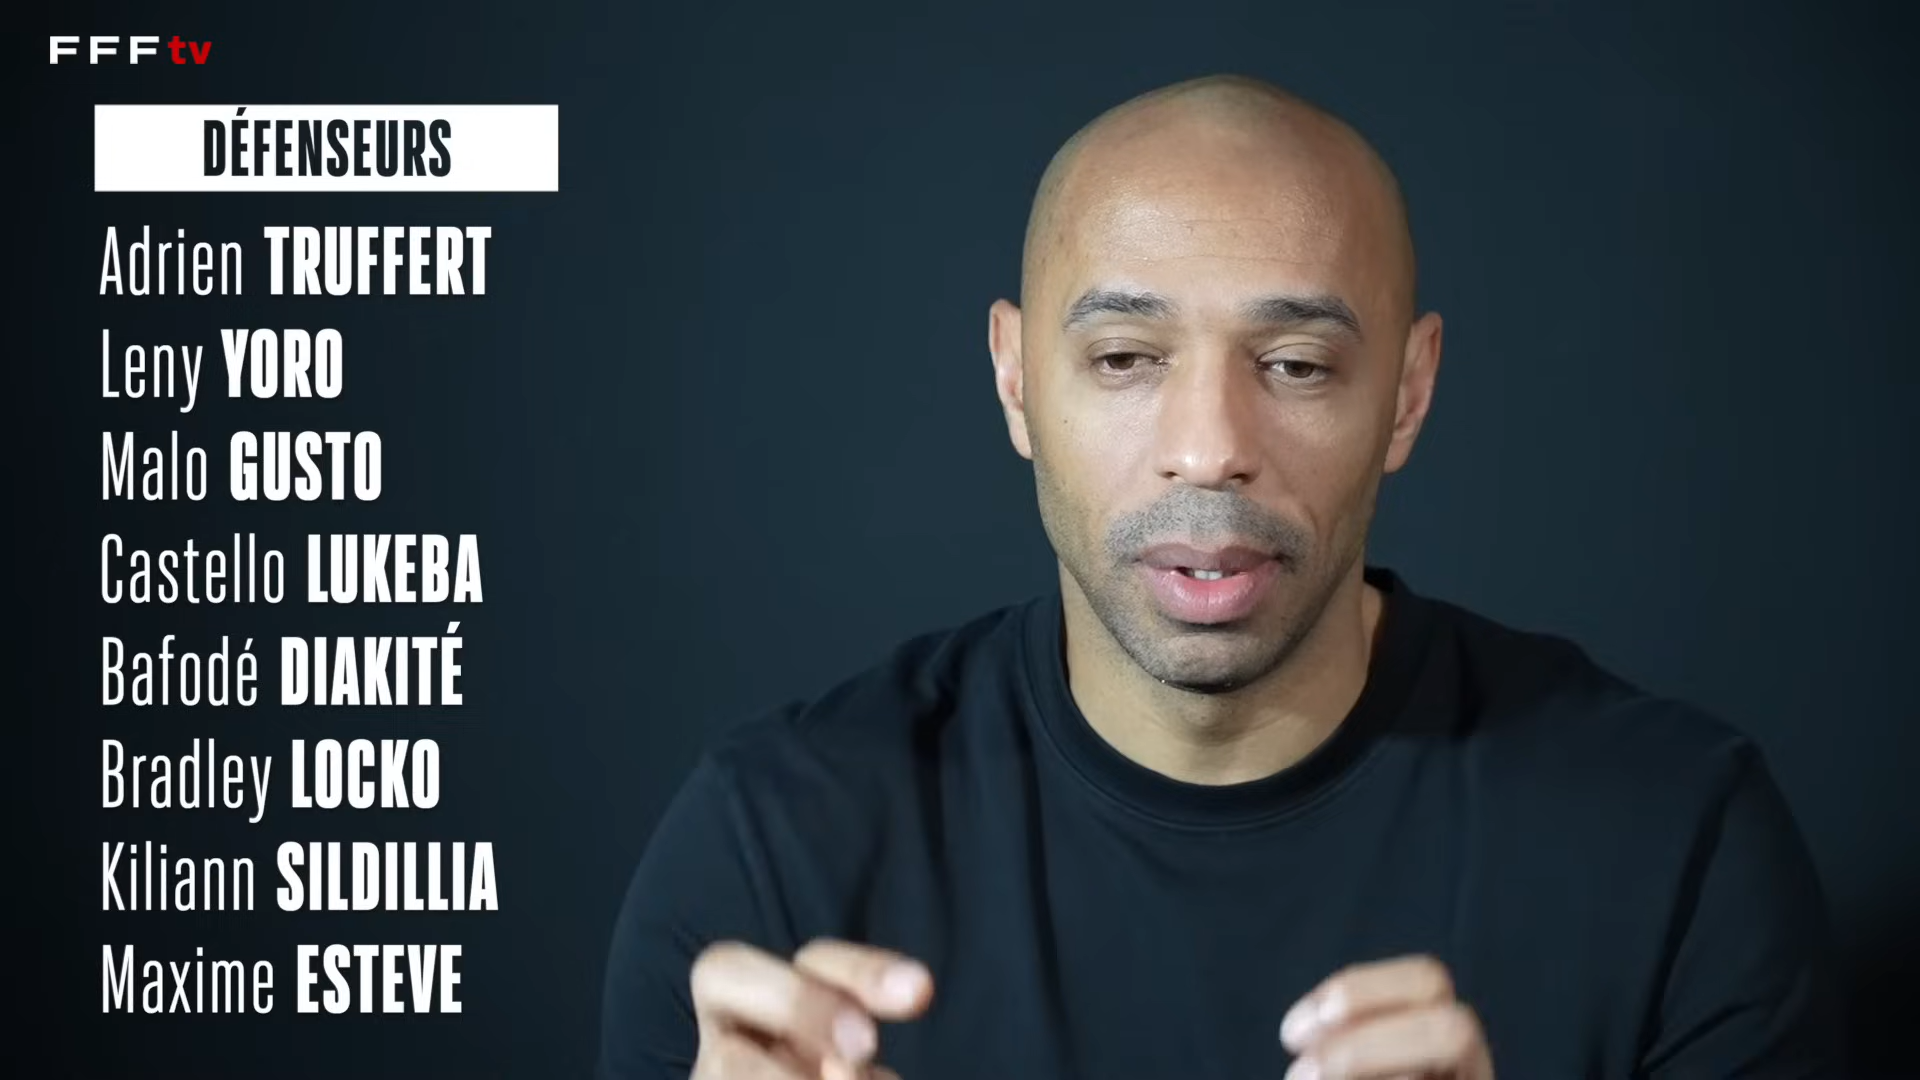 FFFtv
DÉFENSEURS
Adrien TRUFFERT
Leny YORO
Malo GUSTO
Castello LUKEBA
Bafodé DIAKITÉ
Bradley LOCKO
Kiliann SILDILLIA
Maxime ESTEVE